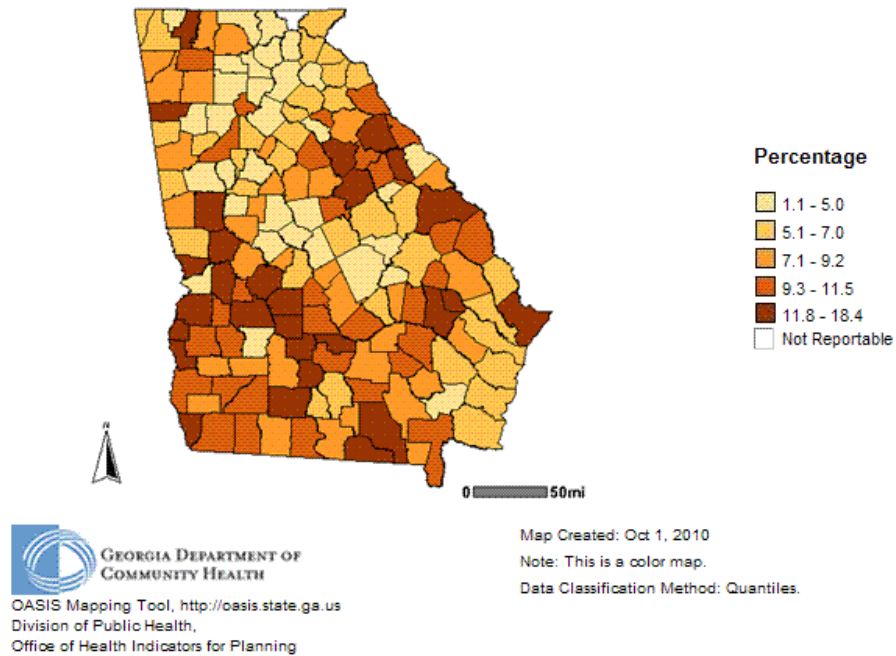 Percentage
1.1 - 5.0
5.1 - 7.0
7.1 - 9.2
9.3 - 11.5
11.8 - 18.4
Not Reportable
N
0 50mi
GEORGIA DEPARTMENT OF
COMMUNITY HEALTH
OASIS Mapping Tool, http://oasis.state.ga.us
Division of Public Health,
Office of Health Indicators for Planning
Map Created: Oct 1, 2010
Note: This is a color map.
Data Classification Method: Quantiles.